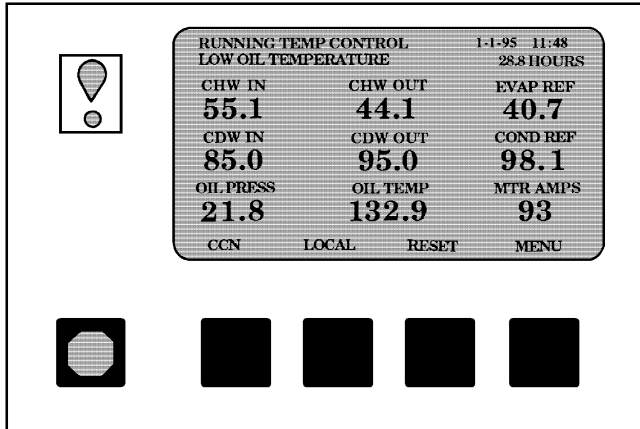 RUNNING TEMP CONTROL 1-1-95 11:48
LOW OIL TEMPERATURE 28.8 HOURS
CHW IN CHW OUT EVAP REF
55.1 44.1 40.7
CDW IN CDW OUT COND REF
85.0 95.0 98.1
OIL PRESS OIL TEMP MTR AMPS
21.8 132.9 93
CCN LOCAL RESET MENU